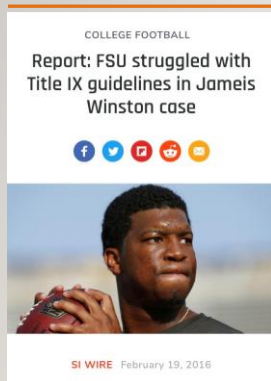 COLLEGE FOOTBALL
Report: FSU struggled with
Title IX guidelines in Jameis
Winston case
SI WIRE February 19, 2016